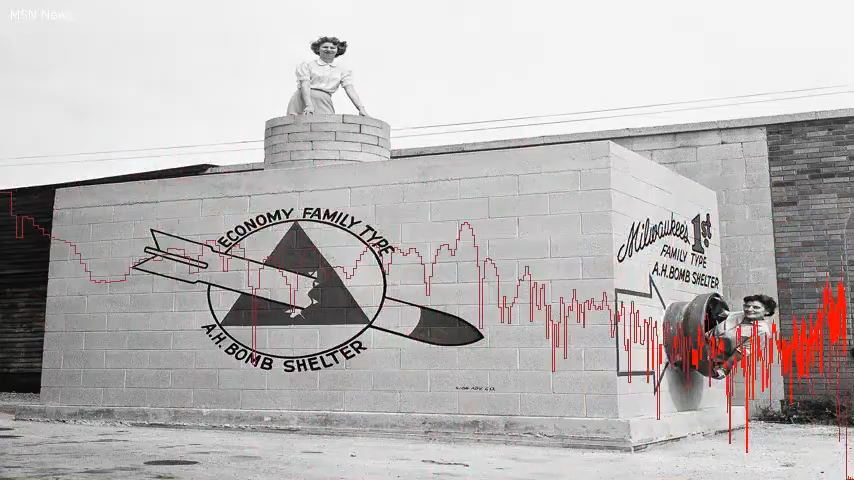 MSN News
ECONOMY FAMILY TYPE
A.H. BOMB SHELTER
Milwaukee's 1st
FAMILY TYPE
A.H. BOMB SHELTER